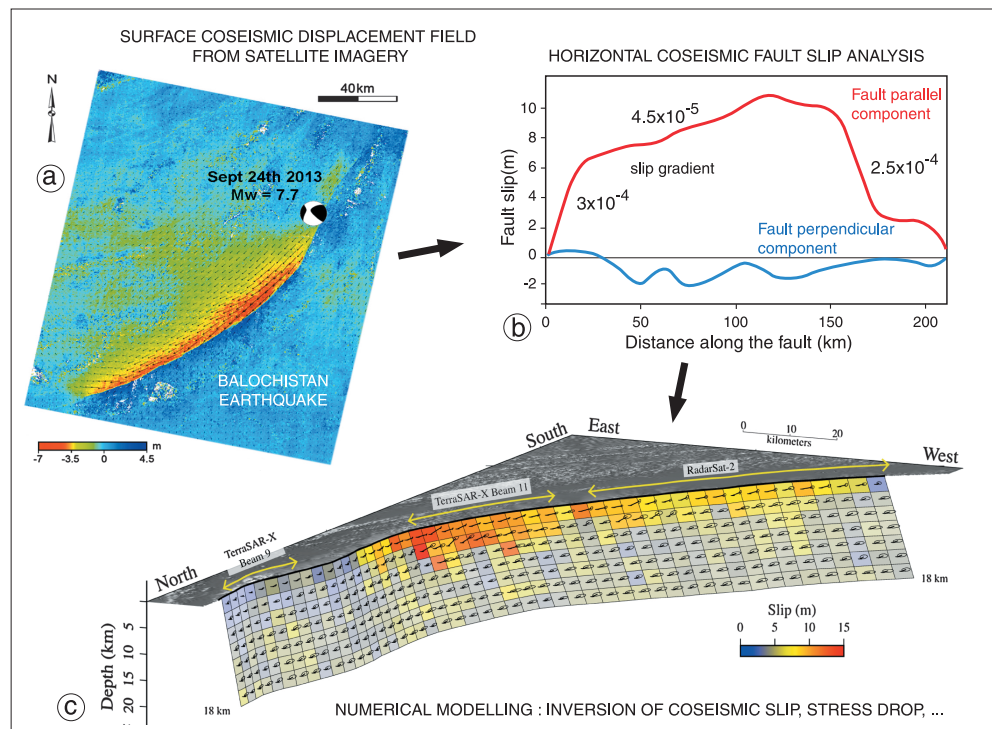 SURFACE COSEISMIC DISPLACEMENT FIELD
FROM SATELLITE IMAGERY
N
40km
a
Sept 24th 2013
Mw = 7.7
BALOCHISTAN
EARTHQUAKE
m
-7 -3.5 0 4.5
HORIZONTAL COSEISMIC FAULT SLIP ANALYSIS
Fault slip(m)
10
8
6
4
2
0
-2
3x10⁻⁴
4.5x10⁻⁵
slip gradient
2.5x10⁻⁴
Fault parallel
component
Fault perpendicular
component
0 50 100 150 200
b
Distance along the fault (km)
South
East
0 10 20
kilometers
West
RadarSat-2
TerraSAR-X Beam 11
TerraSAR-X
Beam 9
North
18 km
Depth (km)
5
10
15
20
18 km
Slip (m)
0 5 10 15
c
NUMERICAL MODELLING : INVERSION OF COSEISMIC SLIP, STRESS DROP, ...